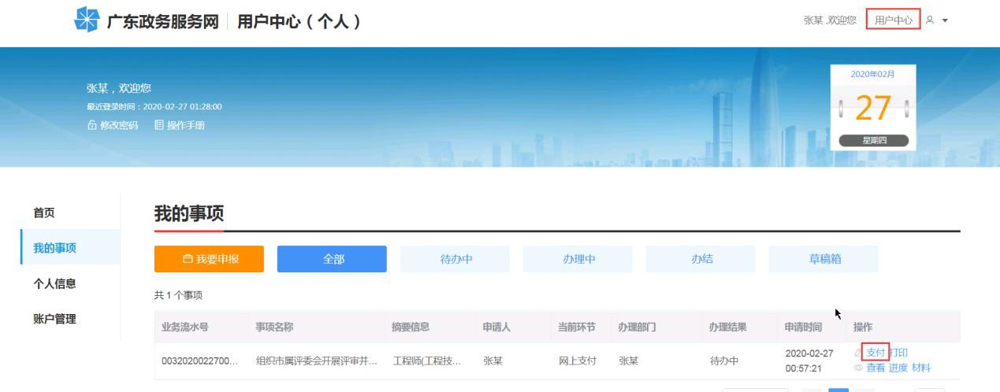 广东政务服务网 用户中心（个人）
张某 ,欢迎您 用户中心
张某，欢迎您
最近登录时间：2020-02-27 01:28:00
修改密码 操作手册
2020年02月
27
星期四
首页
我的事项
个人信息
账户管理
我的事项
我要申报 全部 待办中 办理中 办结 草稿箱
共 1 个事项
业务流水号 事项名称 摘要信息 申请人 当前环节 办理部门 办理结果 申请时间 操作
0032020022700... 组织市属评委会开展评审并... 工程师(工程技... 张某 网上支付 张某 待办中 2020-02-27 00:57:21 支付 打印
查看 进度 材料